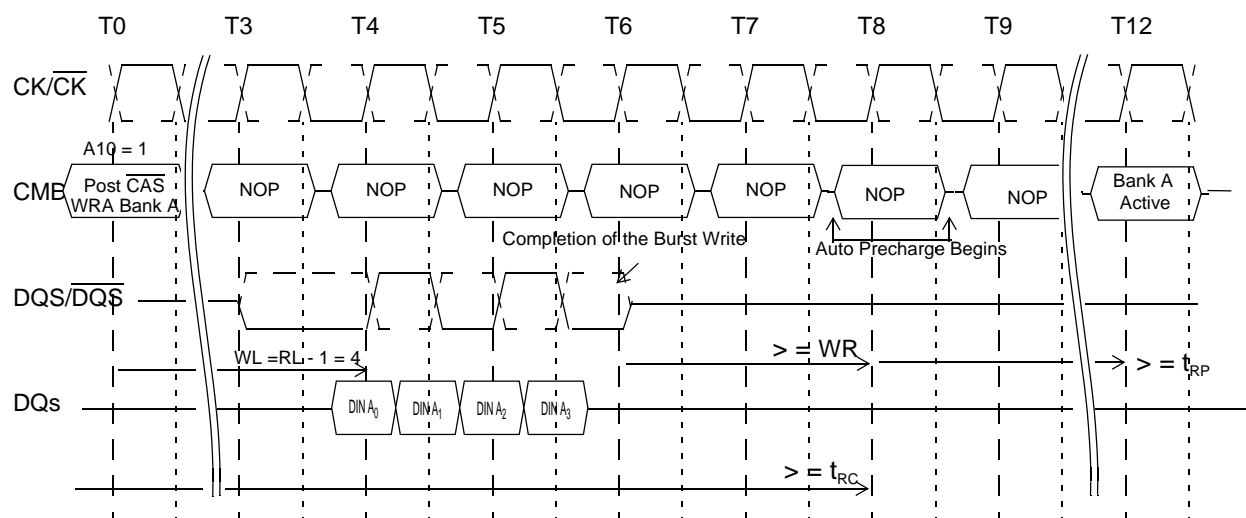 T0 T3 T4 T5 T6 T7 T8 T9 T12
CK/CK
A10 = 1
CMD
Post CAS
WRA Bank A
NOP NOP NOP NOP NOP NOP NOP
Bank A
Active
Completion of the Burst Write
Auto Precharge Begins
DQS/DQS
WL =RL - 1 = 4
> = WR
> = tRP
DQs
DIN A0 DIN A1 DIN A2 DIN A3
> = tRC